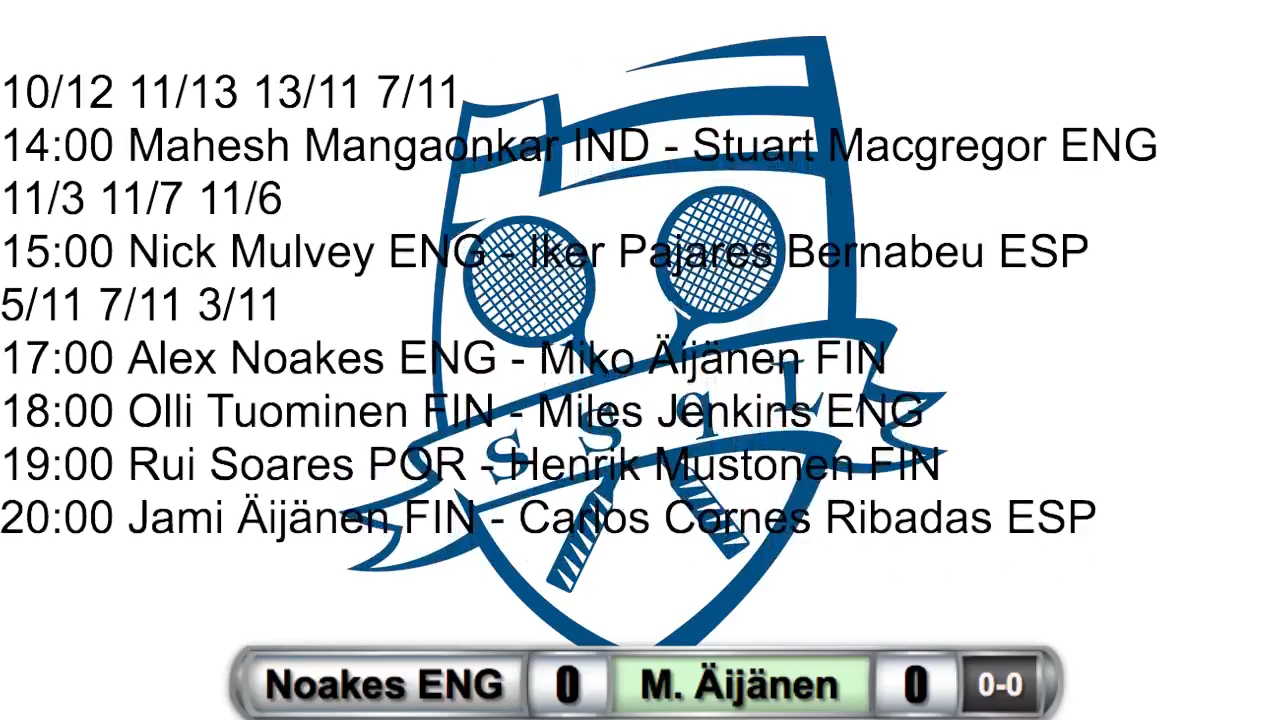 10/12 11/13 13/11 7/11
14:00 Mahesh Mangaonkar IND - Stuart Macgregor ENG
11/3 11/7 11/6
15:00 Nick Mulvey ENG - Iker Pajares Bernabeu ESP
5/11 7/11 3/11
17:00 Alex Noakes ENG - Miko Äijänen FIN
18:00 Olli Tuominen FIN - Miles Jenkins ENG
19:00 Rui Soares POR - Henrik Mustonen FIN
20:00 Jami Äijänen FIN - Carlos Cornes Ribadas ESP
S S q L
Noakes ENG 0 M. Äijänen 0 0-0